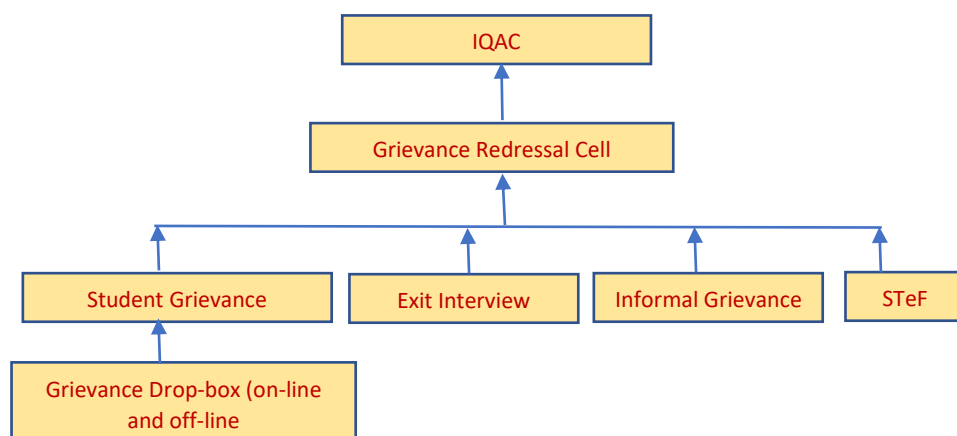 IQAC
Grievance Redressal Cell
Student Grievance
Exit Interview
Informal Grievance
STeF
Grievance Drop-box (on-line
and off-line